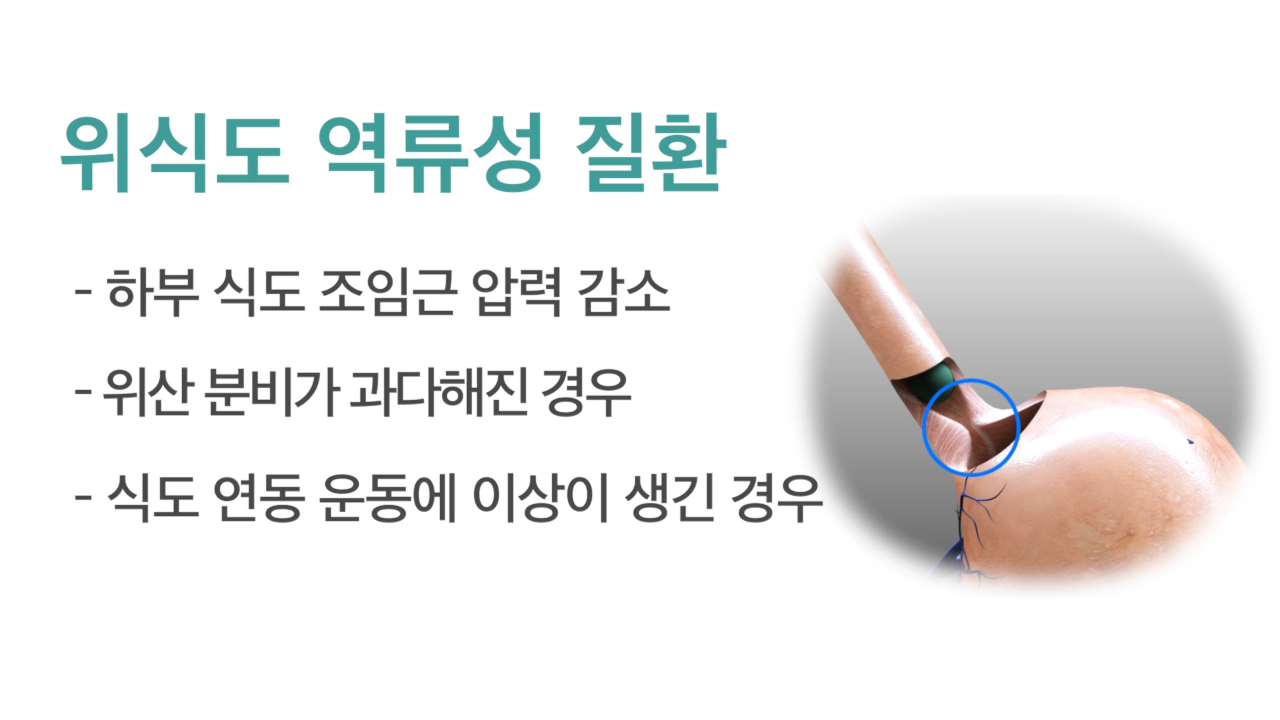 위식도 역류성 질환
- 하부 식도 조임근 압력 감소
- 위산 분비가 과다해진 경우
- 식도 연동 운동에 이상이 생긴 경우